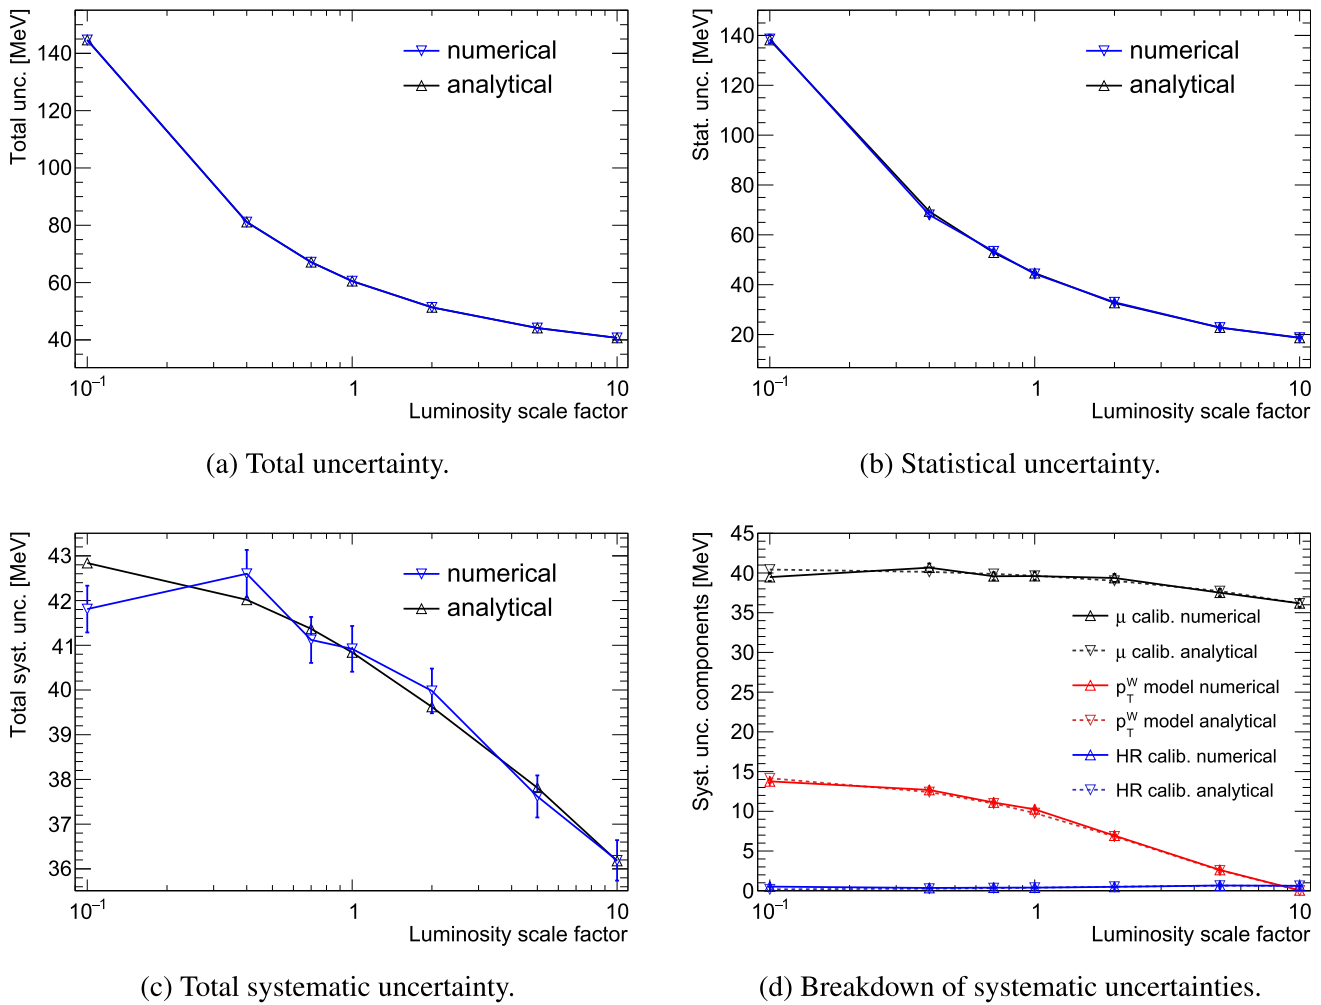 Total unc. [MeV]
140
120
100
80
60
40
numerical
analytical
10⁻¹
1
10
Luminosity scale factor
(a) Total uncertainty.
Stat. unc. [MeV]
140
120
100
80
60
40
20
numerical
analytical
10⁻¹
1
10
Luminosity scale factor
(b) Statistical uncertainty.
Total syst. unc. [MeV]
43
42
41
40
39
38
37
36
numerical
analytical
10⁻¹
1
10
Luminosity scale factor
(c) Total systematic uncertainty.
Syst. unc. components [MeV]
45
40
35
30
25
20
15
10
5
0
μ calib. numerical
μ calib. analytical
p_T^W model numerical
p_T^W model analytical
HR calib. numerical
HR calib. analytical
10⁻¹
1
10
Luminosity scale factor
(d) Breakdown of systematic uncertainties.